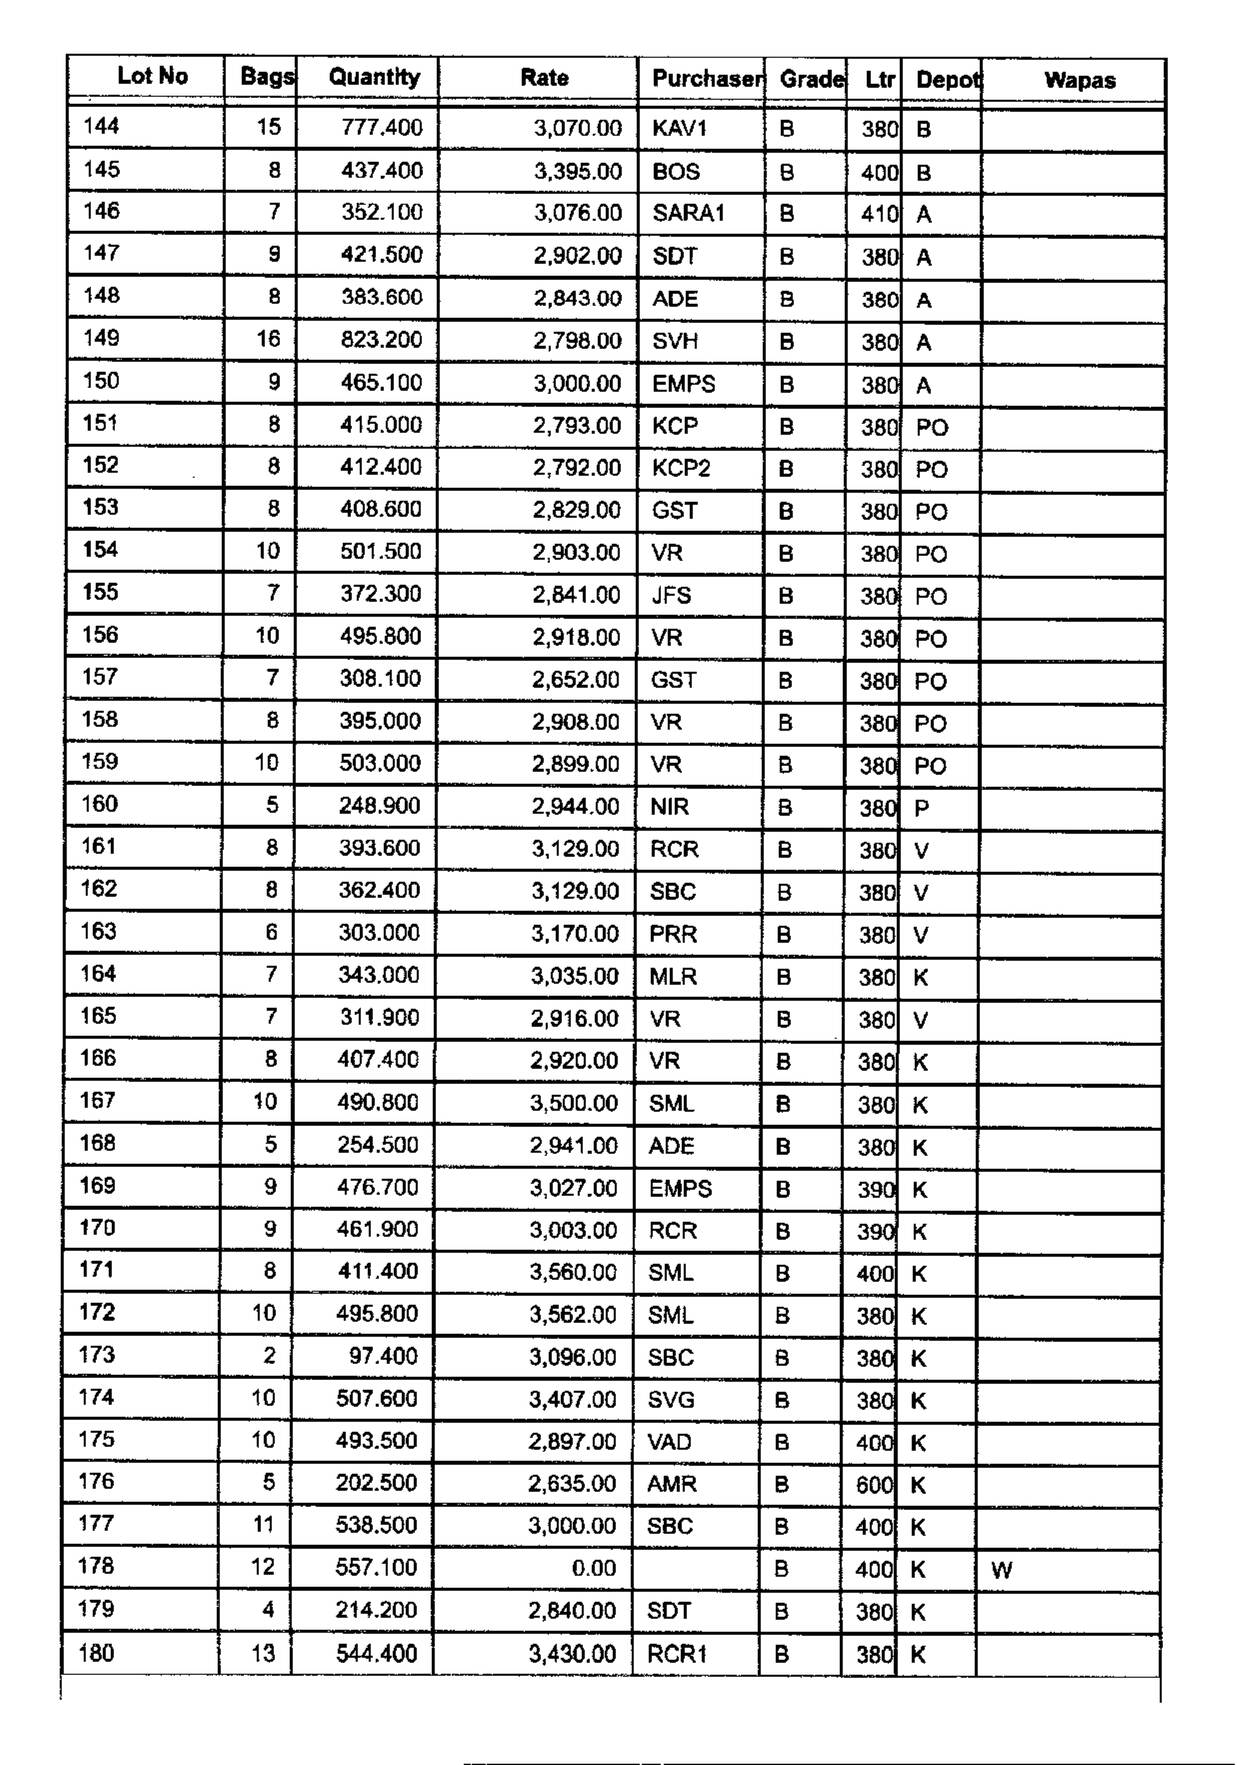 Lot No Bags Quantity Rate Purchaser Grade Ltr Depot Wapas
144 15 777.400 3,070.00 KAV1 B 380 B
145 8 437.400 3,395.00 BOS B 400 B
146 7 352.100 3,076.00 SARA1 B 410 A
147 9 421.500 2,902.00 SDT B 380 A
148 8 383.600 2,843.00 ADE B 380 A
149 16 823.200 2,798.00 SVH B 380 A
150 9 465.100 3,000.00 EMPS B 380 A
151 8 415.000 2,793.00 KCP B 380 PO
152 8 412.400 2,792.00 KCP2 B 380 PO
153 8 408.600 2,829.00 GST B 380 PO
154 10 501.500 2,903.00 VR B 380 PO
155 7 372.300 2,841.00 JFS B 380 PO
156 10 495.800 2,918.00 VR B 380 PO
157 7 308.100 2,652.00 GST B 380 PO
158 8 395.000 2,908.00 VR B 380 PO
159 10 503.000 2,899.00 VR B 380 PO
160 5 248.900 2,944.00 NIR B 380 P
161 8 393.600 3,129.00 RCR B 380 V
162 8 362.400 3,129.00 SBC B 380 V
163 6 303.000 3,170.00 PRR B 380 V
164 7 343.000 3,035.00 MLR B 380 K
165 7 311.900 2,916.00 VR B 380 V
166 8 407.400 2,920.00 VR B 380 K
167 10 490.800 3,500.00 SML B 380 K
168 5 254.500 2,941.00 ADE B 380 K
169 9 476.700 3,027.00 EMPS B 390 K
170 9 461.900 3,003.00 RCR B 390 K
171 8 411.400 3,560.00 SML B 400 K
172 10 495.800 3,562.00 SML B 380 K
173 2 97.400 3,096.00 SBC B 380 K
174 10 507.600 3,407.00 SVG B 380 K
175 10 493.500 2,897.00 VAD B 400 K
176 5 202.500 2,635.00 AMR B 600 K
177 11 538.500 3,000.00 SBC B 400 K
178 12 557.100 0.00 B 400 K W
179 4 214.200 2,840.00 SDT B 380 K
180 13 544.400 3,430.00 RCR1 B 380 K